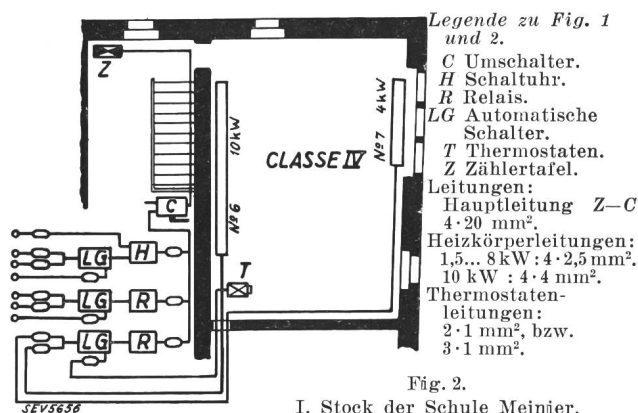 Z
10 kW
4 kW
CLASSE IV
Nº 7
Nº 6
C
T
LG H
LG R
LG R
SEV5656
Legende zu Fig. 1
und 2.
C Umschalter.
H Schaltuhr.
R Relais.
LG Automatische
Schalter.
T Thermostaten.
Z Zählertafel.
Leitungen:
Hauptleitung Z—C
4·20 mm².
Heizkörperleitungen:
1,5... 8 kW: 4·2,5 mm².
10 kW : 4·4 mm².
Thermostaten-
leitungen:
2·1 mm², bzw.
3·1 mm².
Fig. 2.
I. Stock der Schule Meinier.